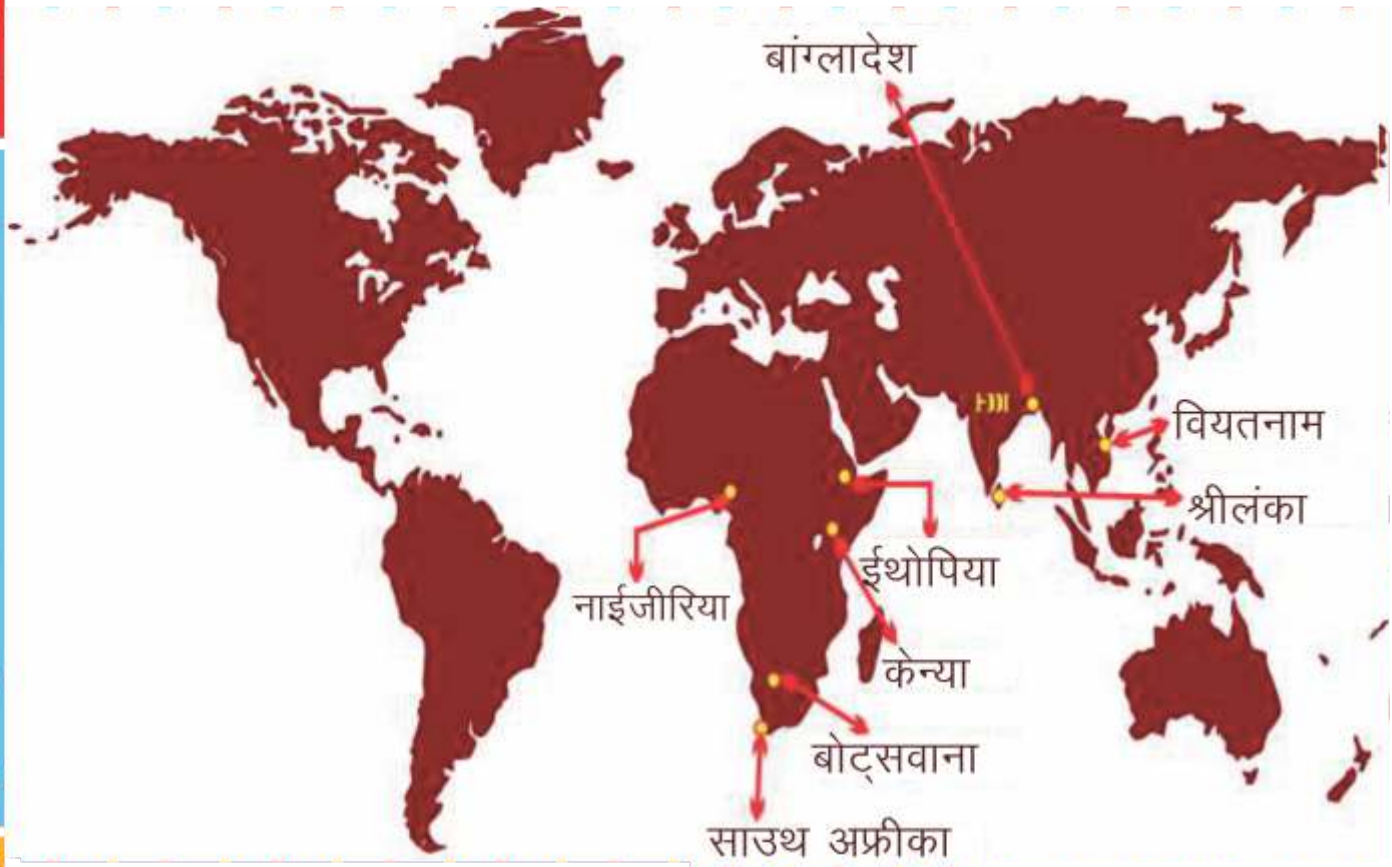 बांग्लादेश
वियतनाम
श्रीलंका
ईथोपिया
नाईजीरिया
केन्या
बोट्सवाना
साउथ अफ्रीका